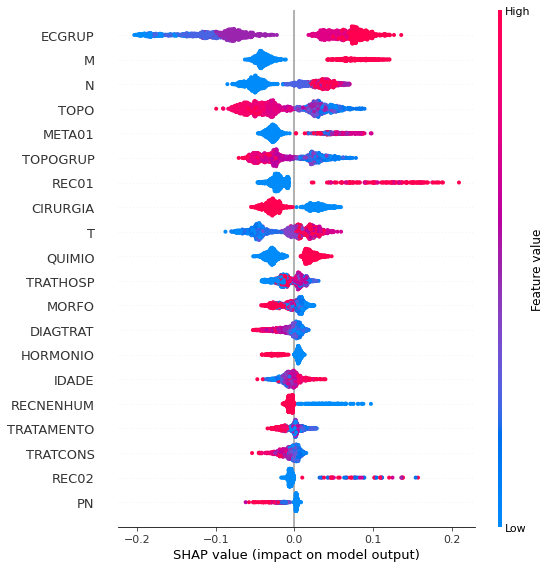 High
ECGRUP
M
N
TOPO
META01
TOPOGRUP
REC01
CIRURGIA
T
QUIMIO
TRATHOSP
MORFO
DIAGTRAT
HORMONIO
IDADE
RECNENHUM
TRATAMENTO
TRATCONS
REC02
PN
Feature value
Low
−0.2 −0.1 0.0 0.1 0.2
SHAP value (impact on model output)